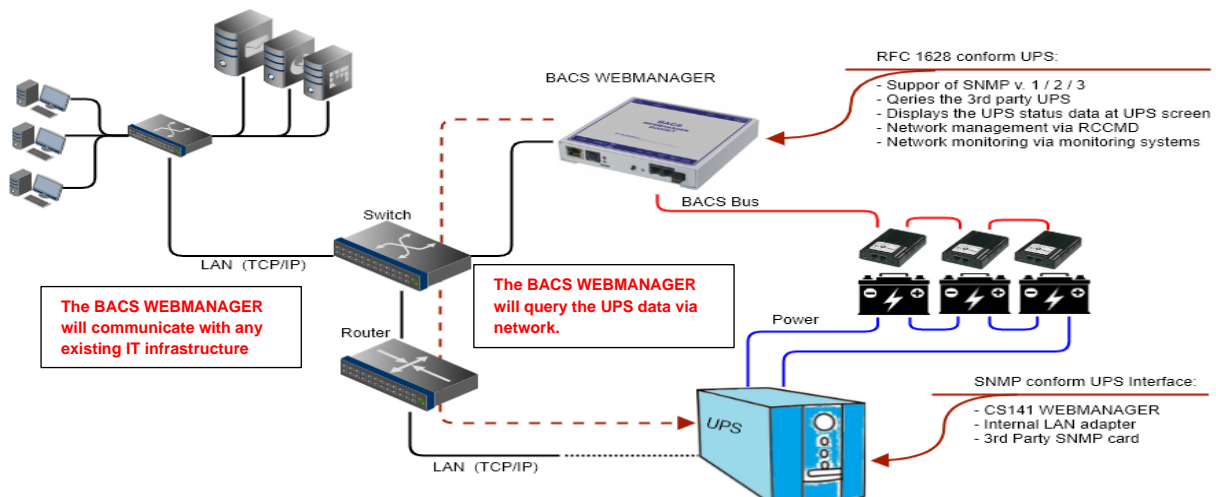 RFC 1628 conform UPS:
BACS WEBMANAGER
- Suppor of SNMP v. 1 / 2 / 3
- Qeries the 3rd party UPS
- Displays the UPS status data at UPS screen
- Network management via RCCMD
- Network monitoring via monitoring systems
BACS
WEBMANAGER
BACS Bus
Switch
LAN (TCP/IP)
The BACS WEBMANAGER
will communicate with any
existing IT infrastructure
The BACS WEBMANAGER
will query the UPS data via
network.
Power
Router
SNMP conform UPS Interface:
- CS141 WEBMANAGER
- Internal LAN adapter
- 3rd Party SNMP card
UPS
LAN (TCP/IP)